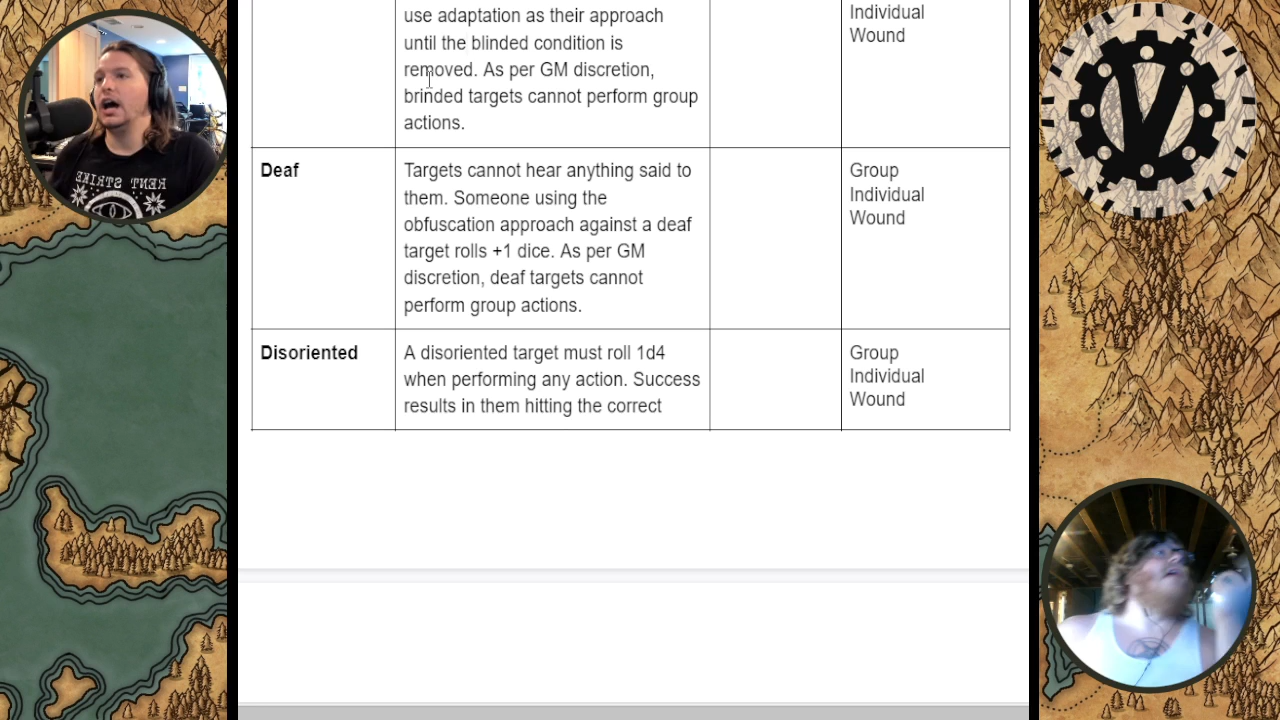 use adaptation as their approach
until the blinded condition is
removed. As per GM discretion,
brinded targets cannot perform group
actions.
Individual
Wound
Deaf
Targets cannot hear anything said to
them. Someone using the
obfuscation approach against a deaf
target rolls +1 dice. As per GM
discretion, deaf targets cannot
perform group actions.
Group
Individual
Wound
Disoriented
A disoriented target must roll 1d4
when performing any action. Success
results in them hitting the correct
Group
Individual
Wound
RENT STRIKE
V